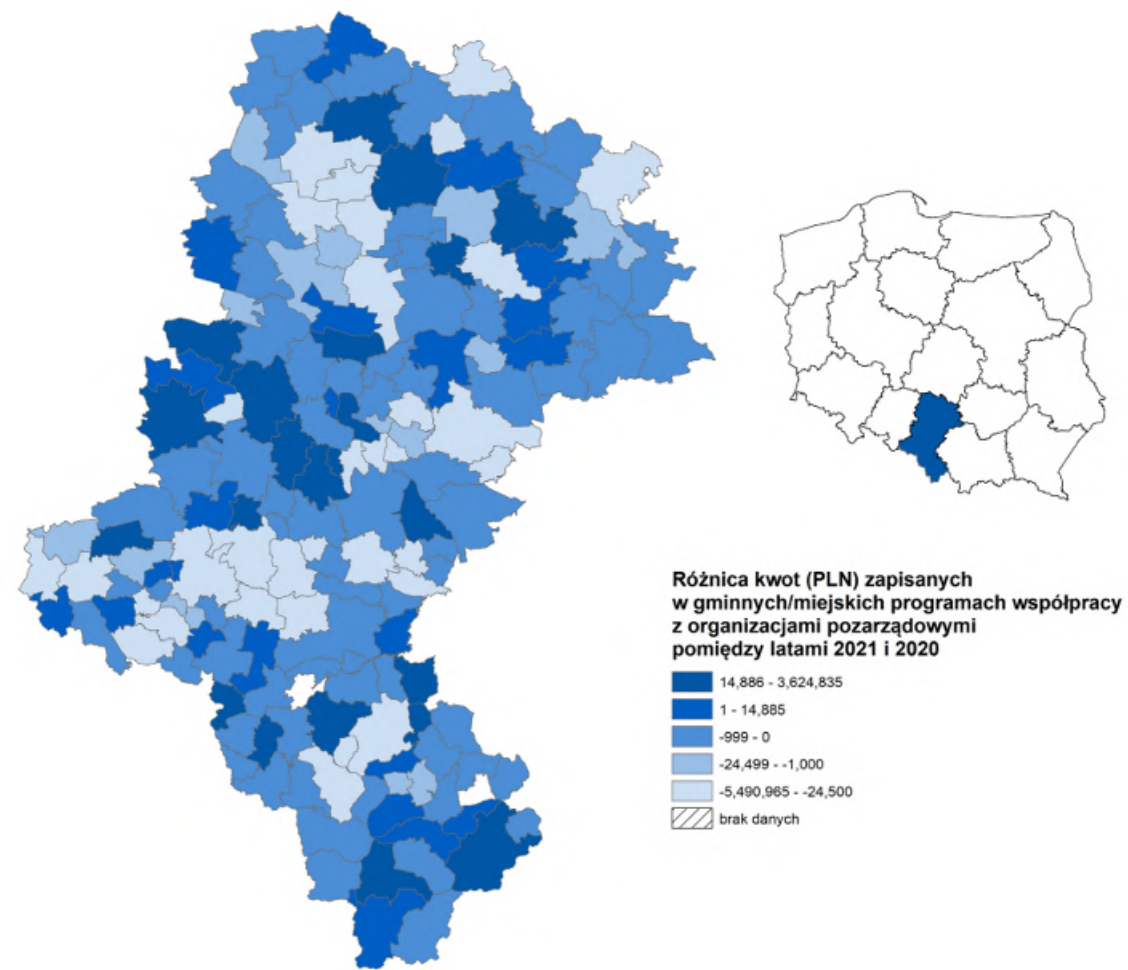 Różnica kwot (PLN) zapisanych
w gminnych/miejskich programach współpracy
z organizacjami pozarządowymi
pomiędzy latami 2021 i 2020
14,886 - 3,624,835
1 - 14,885
-999 - 0
-24,499 - -1,000
-5,490,965 - -24,500
brak danych